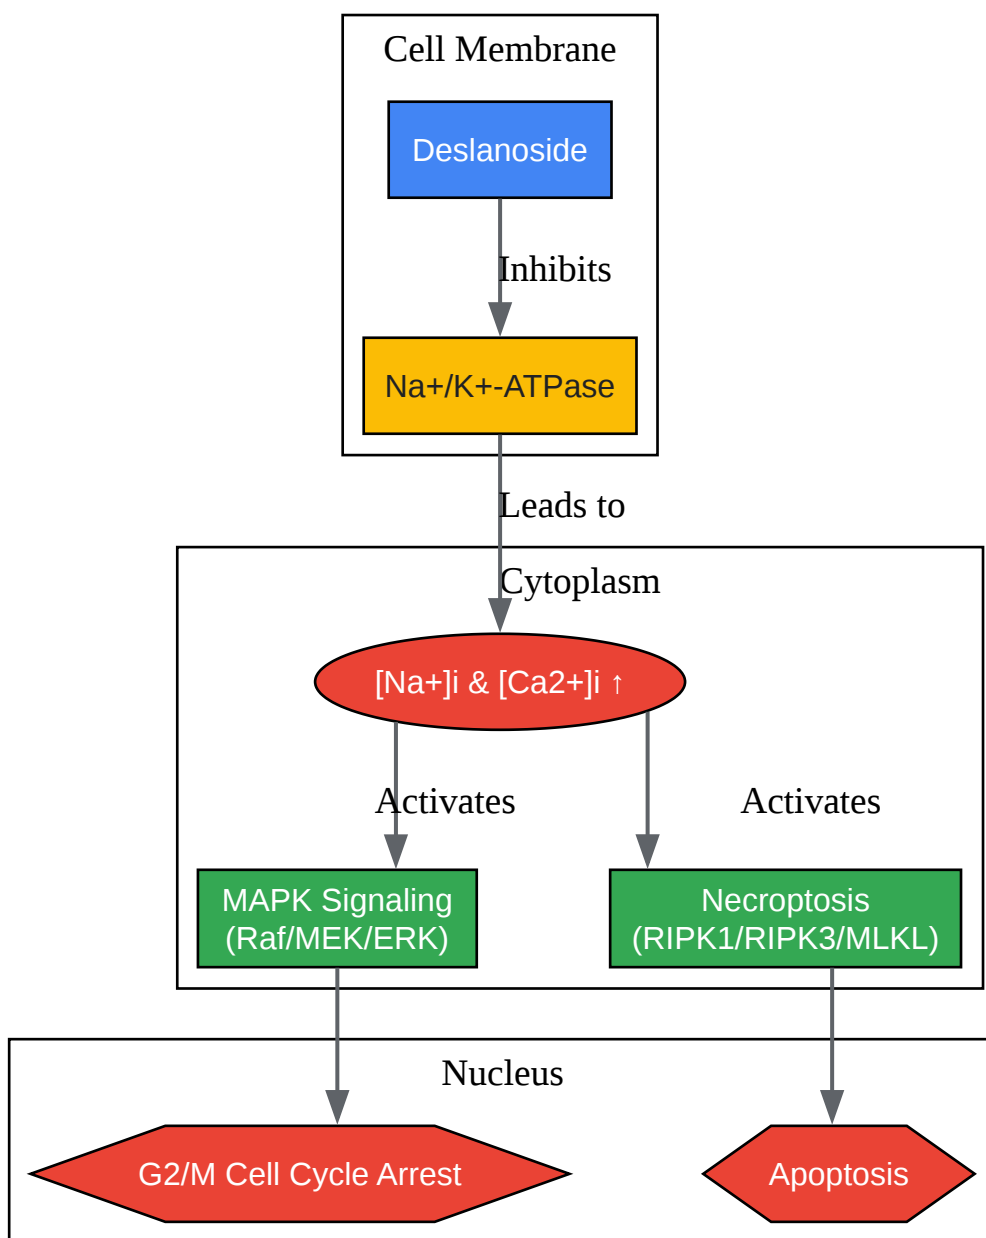 Cell Membrane
Deslanoside
Inhibits
Na+/K+-ATPase
Leads to
Cytoplasm
[Na+]i & [Ca2+]i ↑
Activates
Activates
MAPK Signaling
(Raf/MEK/ERK)
Necroptosis
(RIPK1/RIPK3/MLKL)
Nucleus
G2/M Cell Cycle Arrest
Apoptosis